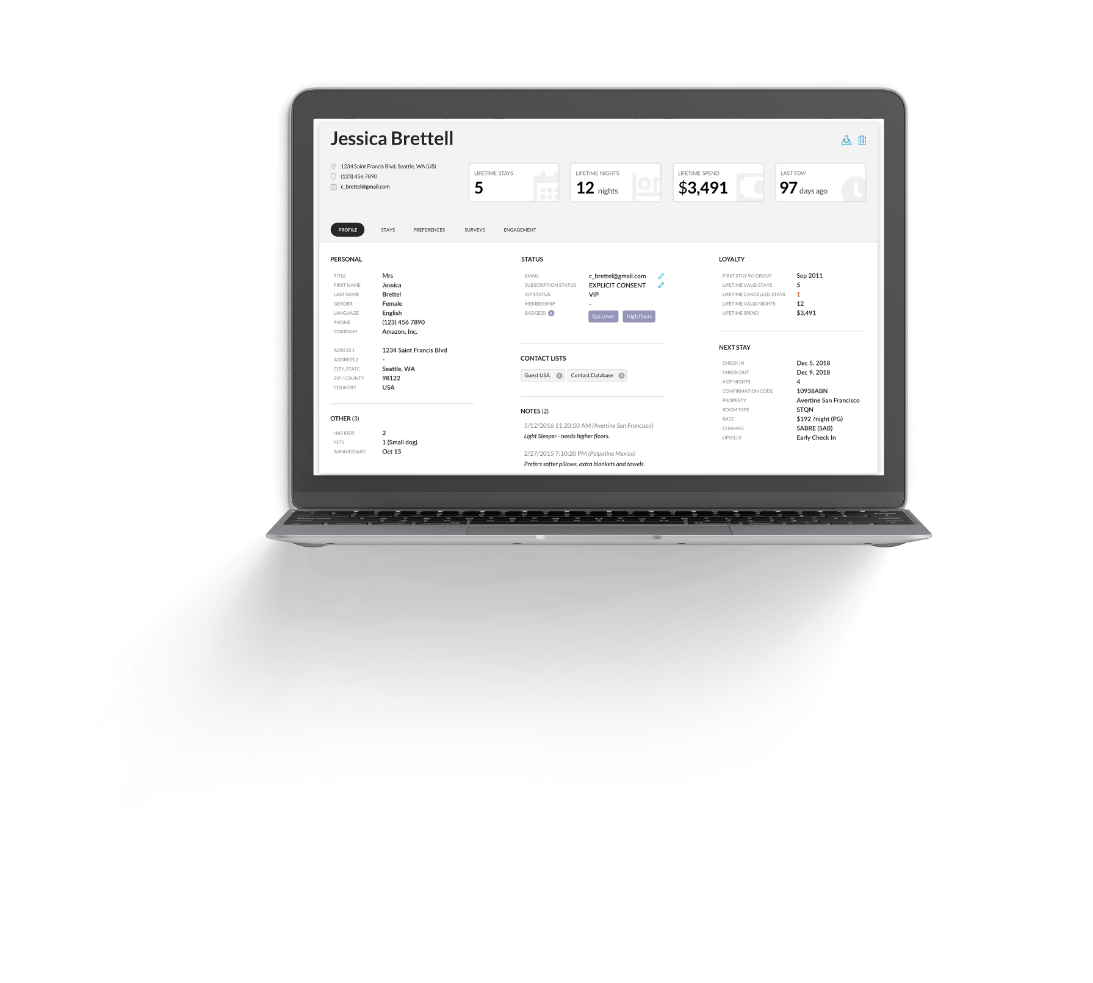 Jessica Brettell
1234 Saint Francis Blvd, Seattle, WA (US)
(123) 456 7890
c_brettel@gmail.com
LIFETIME STAYS
5
LIFETIME NIGHTS
12 nights
LIFETIME SPEND
$3,491
LAST STAY
97 days ago
PROFILE STAYS PREFERENCES SURVEYS ENGAGEMENT
PERSONAL
TITLE Mrs
FIRST NAME Jessica
LAST NAME Brettel
GENDER Female
LANGUAGE English
PHONE (123) 456 7890
COMPANY Amazon, Inc.
ADRESS 1 1234 Saint Francis Blvd
ADDRESS 2 -
CITY, STATE Seattle, WA
ZIP / COUNTY 98122
COUNTRY USA
OTHER (3)
HAS KIDS 2
PETS 1 (Small dog)
ANNIVERSARY Oct 15
STATUS
EMAIL c_brettel@gmail.com
SUBSCRIPTION STATUS EXPLICIT CONSENT
VIP STATUS VIP
MEMBERSHIP -
BADGE(S) Spa Lover High floors
CONTACT LISTS
Guest USA Contact Database
NOTES (2)
5/12/2016 11:20:50 AM (Avertine San Francisco)
Light Sleeper - needs higher floors.
2/27/2015 7:10:20 PM (Palpatine Mexico)
Prefers softer pillows, extra blankets and towels
LOYALTY
FIRST STAY W/ GROUP Sep 2011
LIFETIME VALID STAYS 5
LIFETIME CANCELLED STAYS 1
LIFETIME VALID NIGHTS 12
LIFETIME SPEND $3,491
NEXT STAY
CHECK IN Dec 5, 2018
CHECK OUT Dec 9, 2018
# OF NIGHTS 4
CONFIRMATION CODE 10938ABN
PROPERTY Avertine San Francisco
ROOM TYPE STQN
RATE $192 /night (PG)
CHANNEL SABRE (SAB)
UPSELLS Early Check In